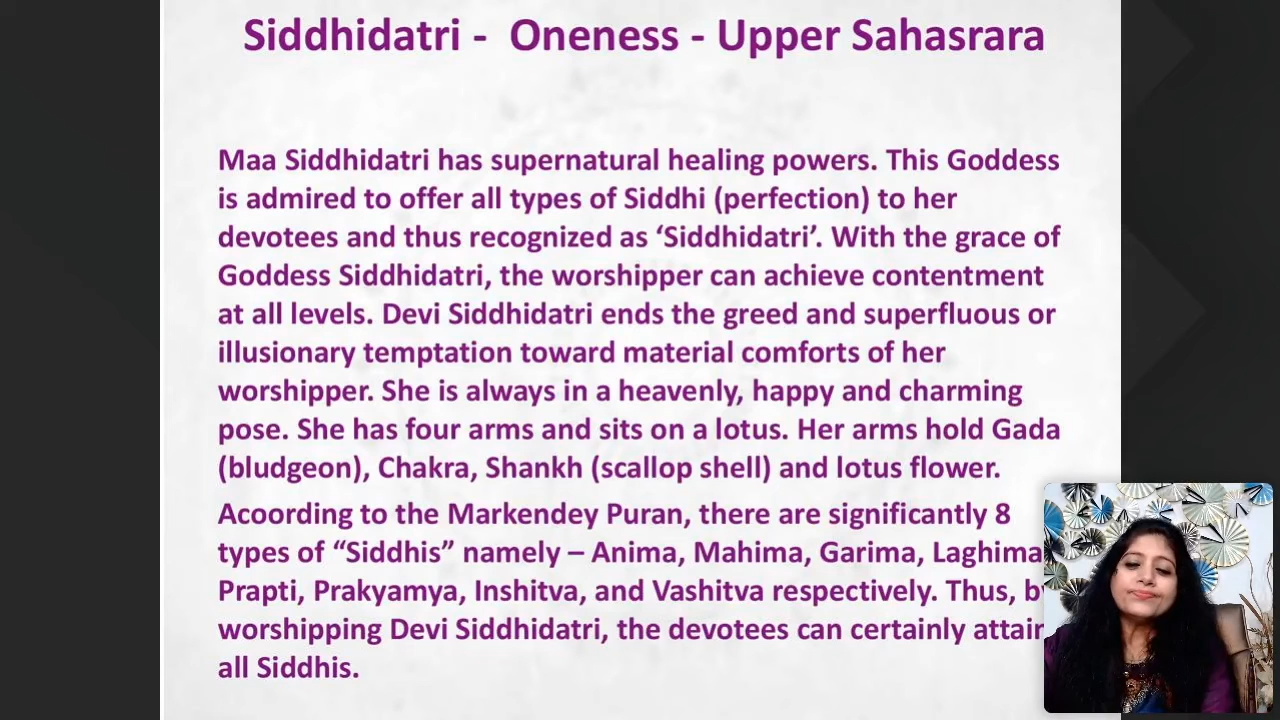 Siddhidatri - Oneness - Upper Sahasrara
Maa Siddhidatri has supernatural healing powers. This Goddess
is admired to offer all types of Siddhi (perfection) to her
devotees and thus recognized as ‘Siddhidatri’. With the grace of
Goddess Siddhidatri, the worshipper can achieve contentment
at all levels. Devi Siddhidatri ends the greed and superfluous or
illusionary temptation toward material comforts of her
worshipper. She is always in a heavenly, happy and charming
pose. She has four arms and sits on a lotus. Her arms hold Gada
(bludgeon), Chakra, Shankh (scallop shell) and lotus flower.
Acoording to the Markendey Puran, there are significantly 8
types of “Siddhis” namely – Anima, Mahima, Garima, Laghima
Prapti, Prakyamya, Inshitva, and Vashitva respectively. Thus,
worshipping Devi Siddhidatri, the devotees can certainly
all Siddhis.